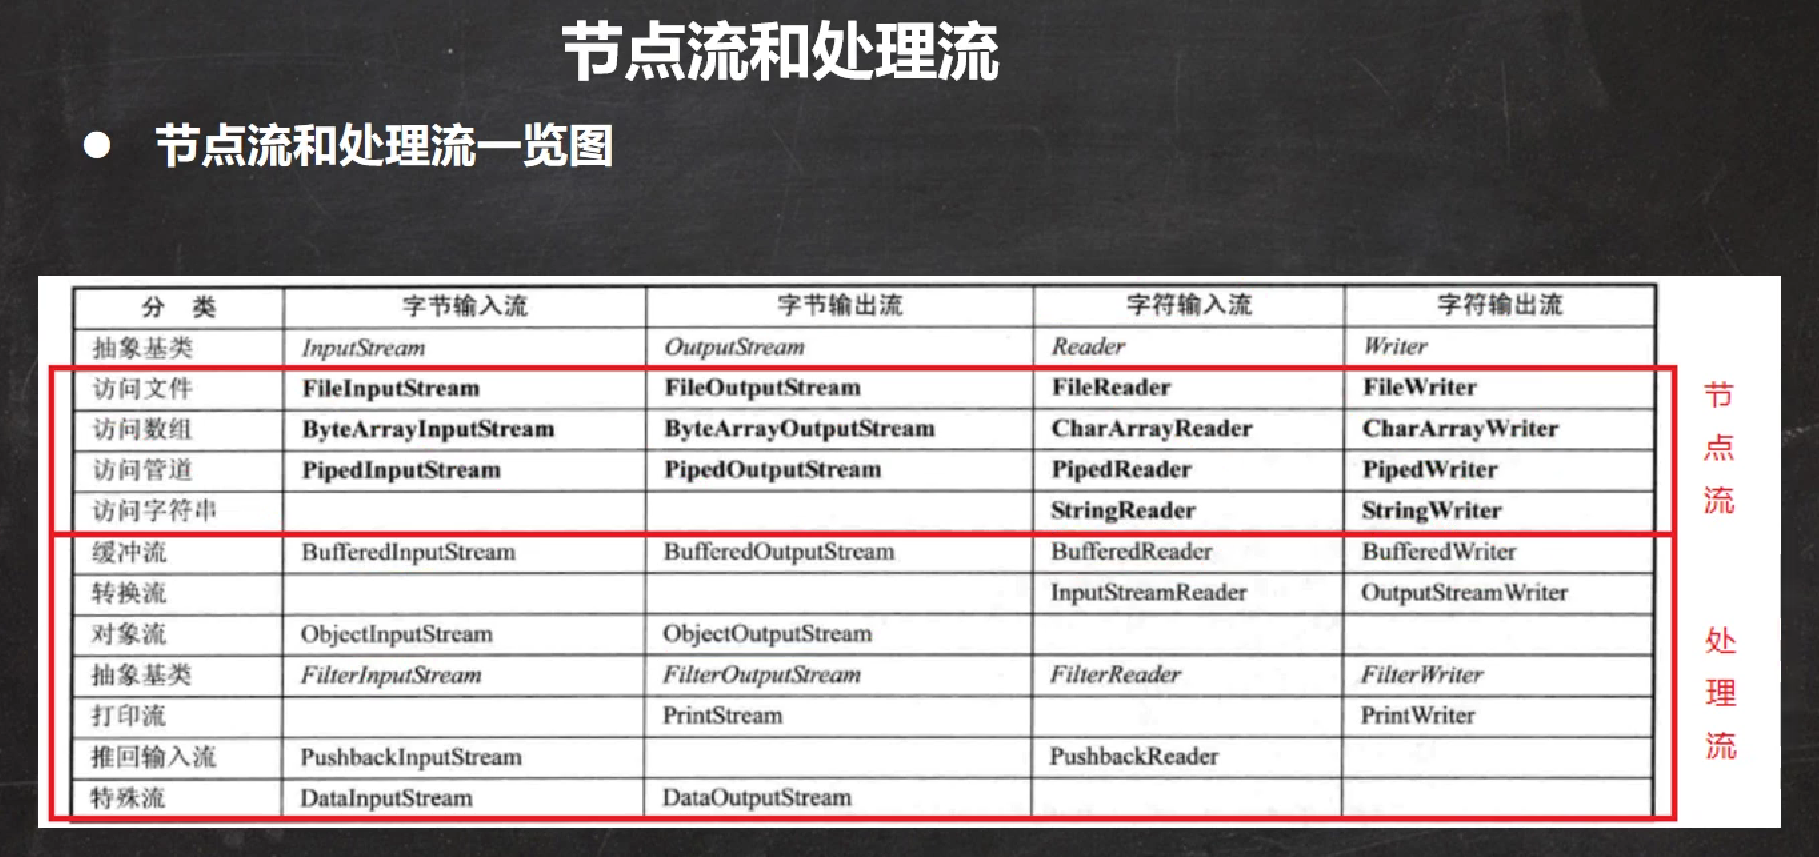 节点流和处理流
● 节点流和处理流一览图
分 类 字节输入流 字节输出流 字符输入流 字符输出流
抽象基类 InputStream OutputStream Reader Writer
访问文件 FileInputStream FileOutputStream FileReader FileWriter
访问数组 ByteArrayInputStream ByteArrayOutputStream CharArrayReader CharArrayWriter
访问管道 PipedInputStream PipedOutputStream PipedReader PipedWriter
访问字符串 StringReader StringWriter
节点流
缓冲流 BufferedInputStream BufferedOutputStream BufferedReader BufferedWriter
转换流 InputStreamReader OutputStreamWriter
对象流 ObjectInputStream ObjectOutputStream
抽象基类 FilterInputStream FilterOutputStream FilterReader FilterWriter
打印流 PrintStream PrintWriter
推回输入流 PushbackInputStream PushbackReader
特殊流 DataInputStream DataOutputStream
处理流